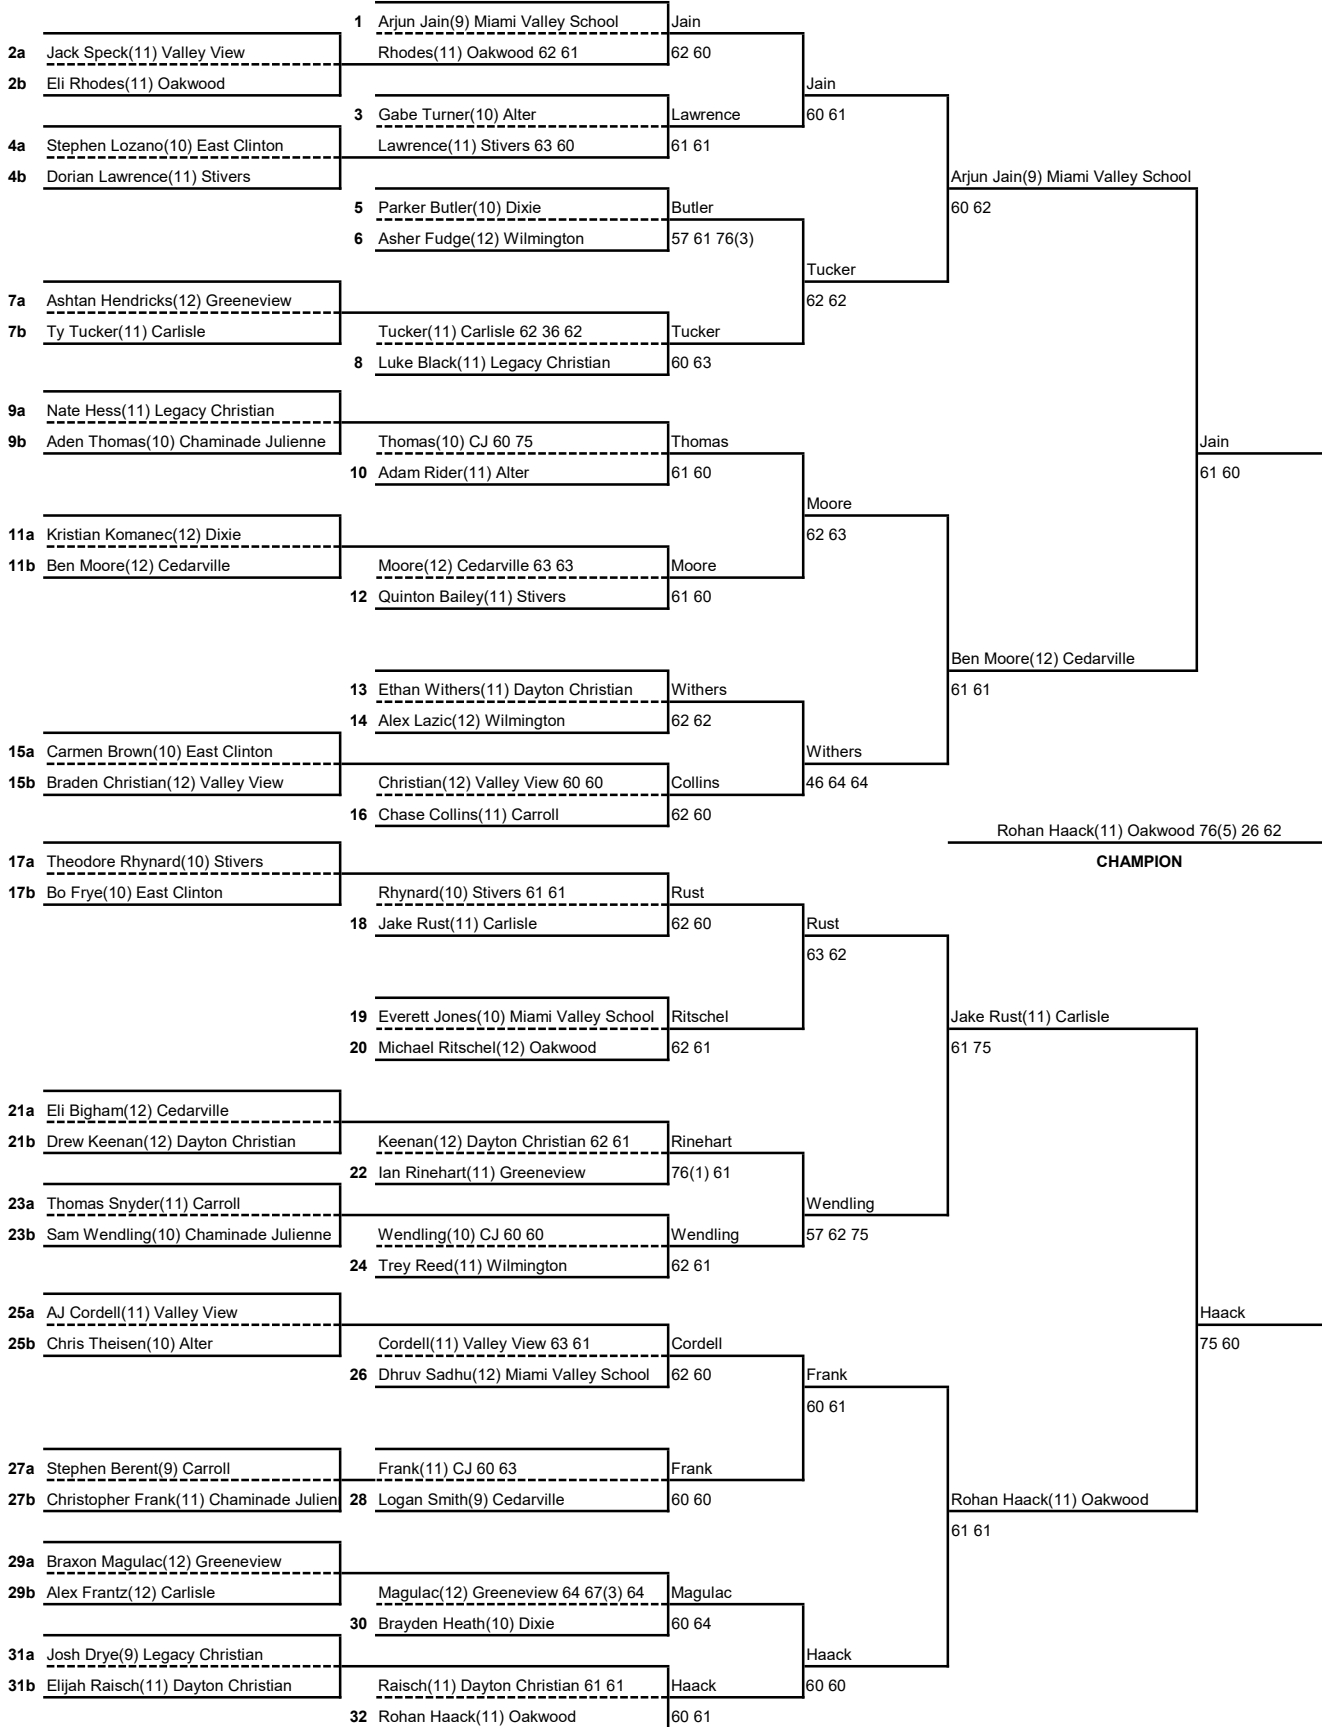 1 Arjun Jain(9) Miami Valley School Jain
2a Jack Speck(11) Valley View Rhodes(11) Oakwood 62 61 62 60
2b Eli Rhodes(11) Oakwood Jain
3 Gabe Turner(10) Alter Lawrence 60 61
4a Stephen Lozano(10) East Clinton Lawrence(11) Stivers 63 60 61 61
4b Dorian Lawrence(11) Stivers Arjun Jain(9) Miami Valley School
5 Parker Butler(10) Dixie Butler 60 62
6 Asher Fudge(12) Wilmington 57 61 76(3)
Tucker
7a Ashtan Hendricks(12) Greeneview 62 62
7b Ty Tucker(11) Carlisle Tucker(11) Carlisle 62 36 62 Tucker
8 Luke Black(11) Legacy Christian 60 63
9a Nate Hess(11) Legacy Christian
9b Aden Thomas(10) Chaminade Julienne Thomas(10) CJ 60 75 Thomas Jain
10 Adam Rider(11) Alter 61 60 61 60
Moore
11a Kristian Komanec(12) Dixie 62 63
11b Ben Moore(12) Cedarville Moore(12) Cedarville 63 63 Moore
12 Quinton Bailey(11) Stivers 61 60
Ben Moore(12) Cedarville
13 Ethan Withers(11) Dayton Christian Withers 61 61
14 Alex Lazic(12) Wilmington 62 62
15a Carmen Brown(10) East Clinton Withers
15b Braden Christian(12) Valley View Christian(12) Valley View 60 60 Collins 46 64 64
16 Chase Collins(11) Carroll 62 60
Rohan Haack(11) Oakwood 76(5) 26 62
17a Theodore Rhynard(10) Stivers CHAMPION
17b Bo Frye(10) East Clinton Rhynard(10) Stivers 61 61 Rust
18 Jake Rust(11) Carlisle 62 60 Rust
63 62
19 Everett Jones(10) Miami Valley School Ritschel Jake Rust(11) Carlisle
20 Michael Ritschel(12) Oakwood 62 61 61 75
21a Eli Bigham(12) Cedarville
21b Drew Keenan(12) Dayton Christian Keenan(12) Dayton Christian 62 61 Rinehart
22 Ian Rinehart(11) Greeneview 76(1) 61
23a Thomas Snyder(11) Carroll Wendling
23b Sam Wendling(10) Chaminade Julienne Wendling(10) CJ 60 60 Wendling 57 62 75
24 Trey Reed(11) Wilmington 62 61
25a AJ Cordell(11) Valley View Haack
25b Chris Theisen(10) Alter Cordell(11) Valley View 63 61 Cordell 75 60
26 Dhruv Sadhu(12) Miami Valley School 62 60 Frank
60 61
27a Stephen Berent(9) Carroll Frank(11) CJ 60 63 Frank
27b Christopher Frank(11) Chaminade Julien 28 Logan Smith(9) Cedarville 60 60 Rohan Haack(11) Oakwood
61 61
29a Braxon Magulac(12) Greeneview
29b Alex Frantz(12) Carlisle Magulac(12) Greeneview 64 67(3) 64 Magulac
30 Brayden Heath(10) Dixie 60 64
31a Josh Drye(9) Legacy Christian Haack
31b Elijah Raisch(11) Dayton Christian Raisch(11) Dayton Christian 61 61 Haack 60 60
32 Rohan Haack(11) Oakwood 60 61